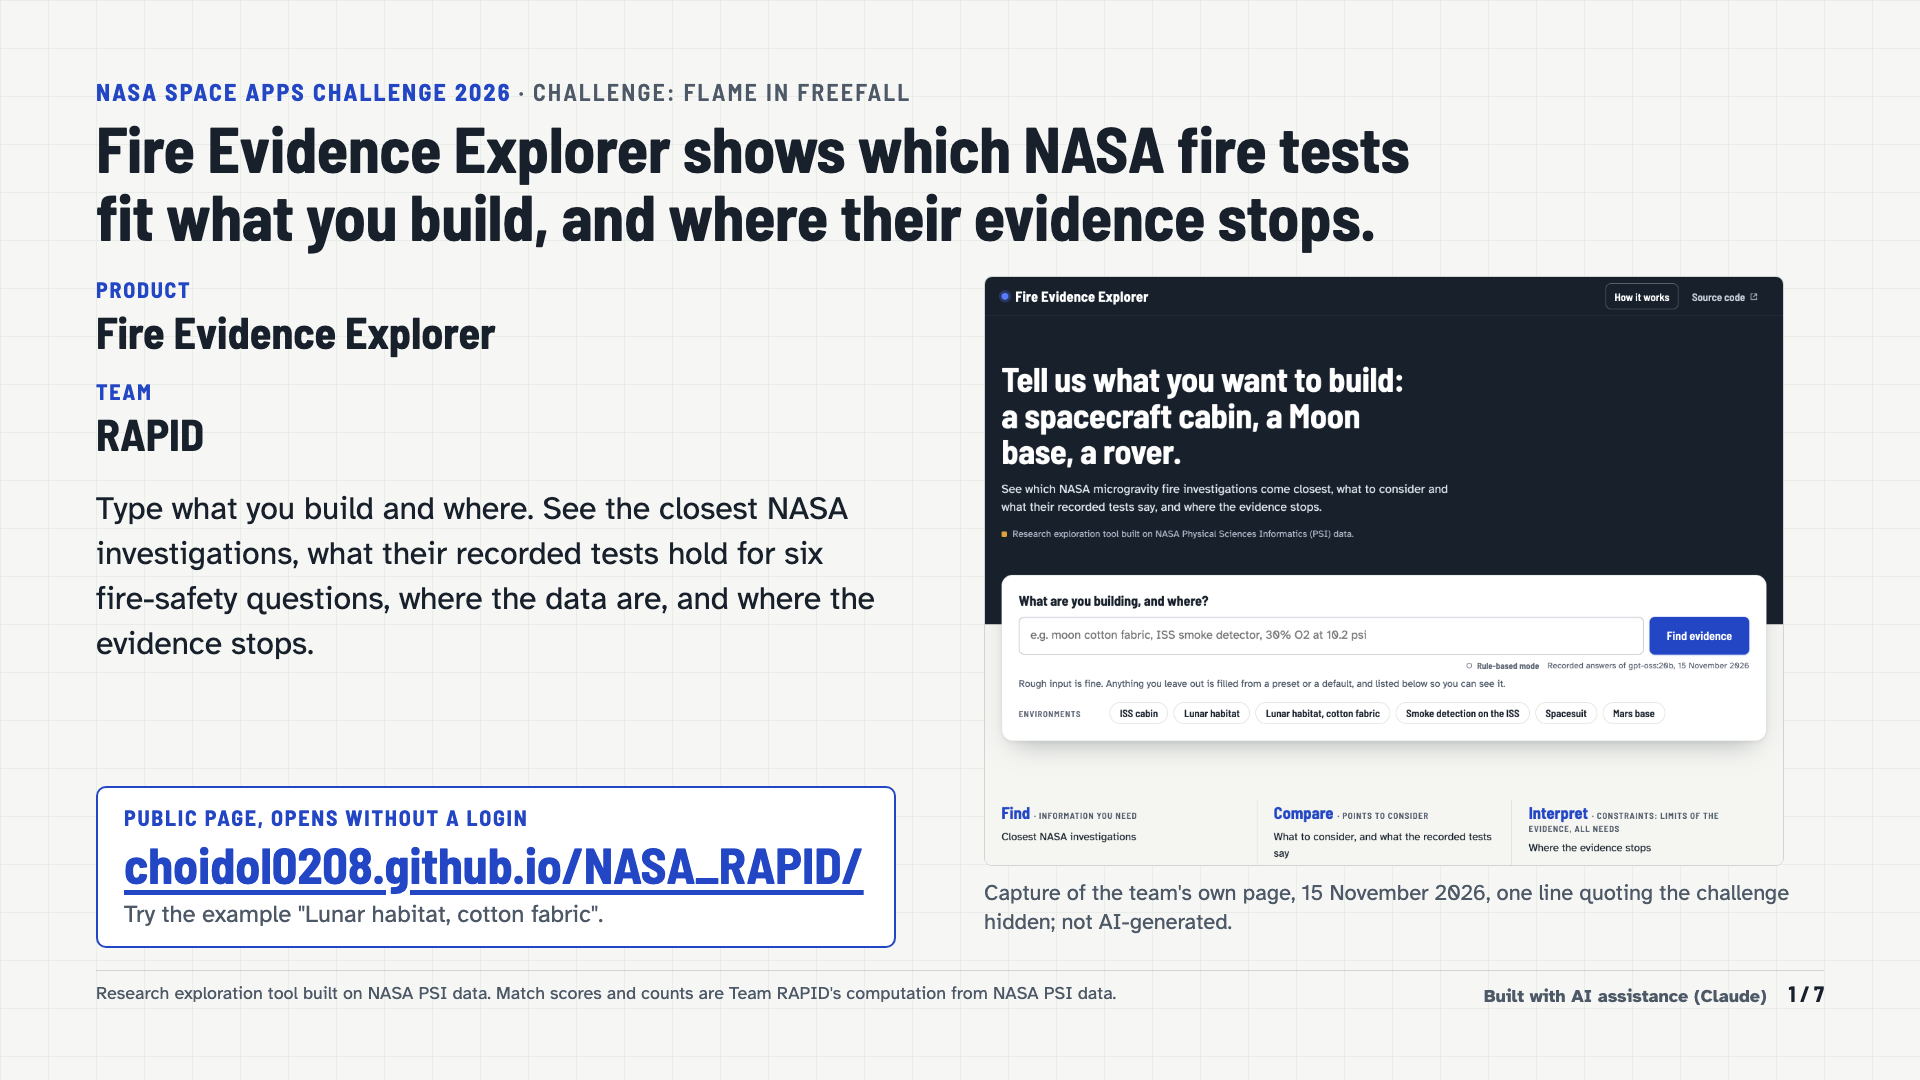 NASA SPACE APPS CHALLENGE 2026 · CHALLENGE: FLAME IN FREEFALL
Fire Evidence Explorer shows which NASA fire tests
fit what you build, and where their evidence stops.
PRODUCT
Fire Evidence Explorer
TEAM
RAPID
Type what you build and where. See the closest NASA
investigations, what their recorded tests hold for six
fire-safety questions, where the data are, and where the
evidence stops.
PUBLIC PAGE, OPENS WITHOUT A LOGIN
choidol0208.github.io/NASA_RAPID/
Try the example "Lunar habitat, cotton fabric".
Fire Evidence Explorer
How it works
Source code
Tell us what you want to build:
a spacecraft cabin, a Moon
base, a rover.
See which NASA microgravity fire investigations come closest, what to consider and
what their recorded tests say, and where the evidence stops.
Research exploration tool built on NASA Physical Sciences Informatics (PSI) data.
What are you building, and where?
e.g. moon cotton fabric, ISS smoke detector, 30% O2 at 10.2 psi
Find evidence
Rule-based mode Recorded answers of gpt-oss:20b, 15 November 2026
Rough input is fine. Anything you leave out is filled from a preset or a default, and listed below so you can see it.
ENVIRONMENTS ISS cabin Lunar habitat Lunar habitat, cotton fabric Smoke detection on the ISS Spacesuit Mars base
Find · INFORMATION YOU NEED
Closest NASA investigations
Compare · POINTS TO CONSIDER
What to consider, and what the recorded tests
say
Interpret · CONSTRAINTS: LIMITS OF THE
EVIDENCE, ALL NEEDS
Where the evidence stops
Capture of the team's own page, 15 November 2026, one line quoting the challenge
hidden; not AI-generated.
Research exploration tool built on NASA PSI data. Match scores and counts are Team RAPID's computation from NASA PSI data.
Built with AI assistance (Claude) 1 / 7